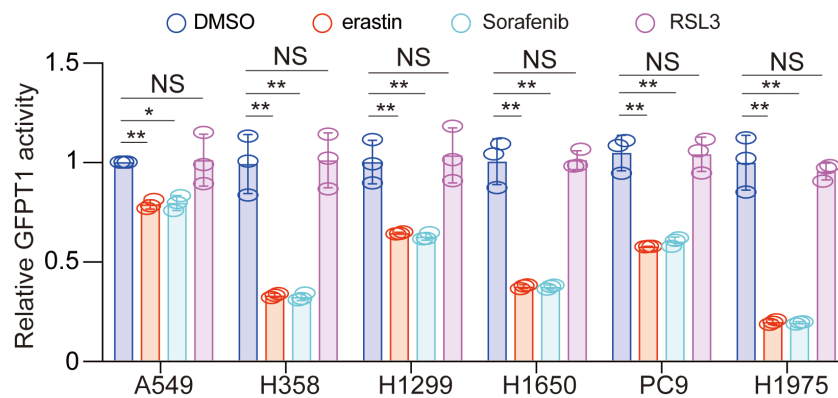 DMSO erastin Sorafenib RSL3
Relative GFPT1 activity
1.5
1
0.5
0
NS NS NS NS NS NS
* ** ** ** ** **
** ** ** ** ** **
A549 H358 H1299 H1650 PC9 H1975